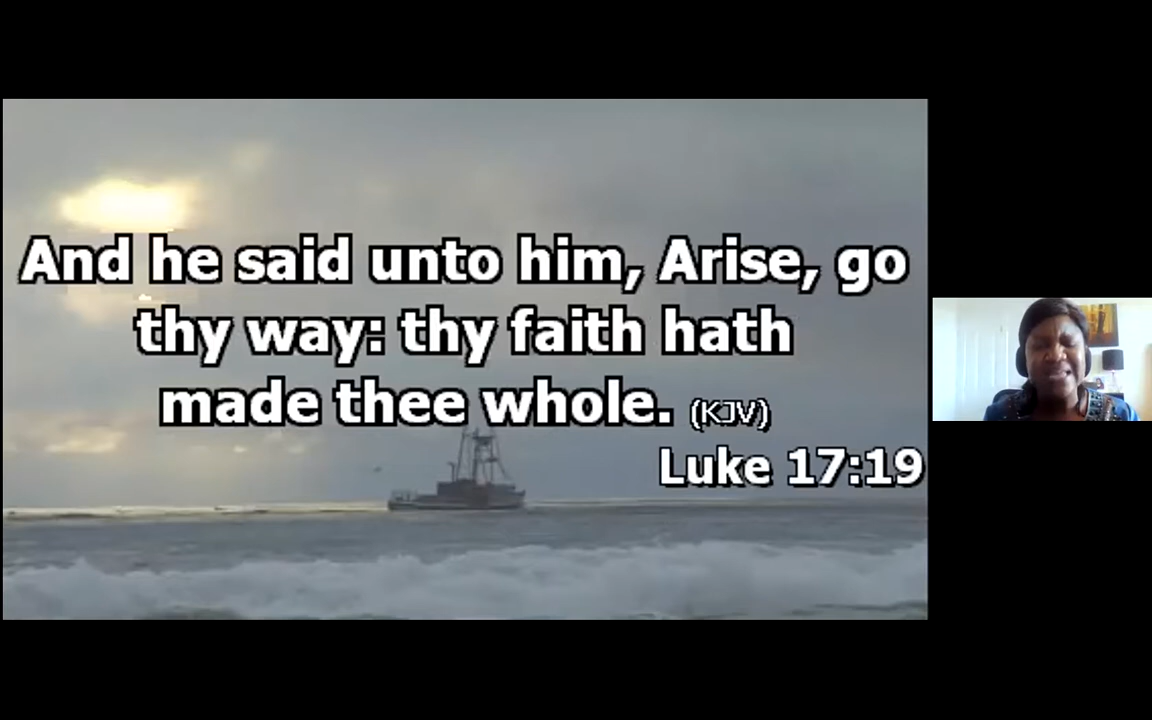 And he said unto him, Arise, go
thy way: thy faith hath
made thee whole. (KJV)
Luke 17:19